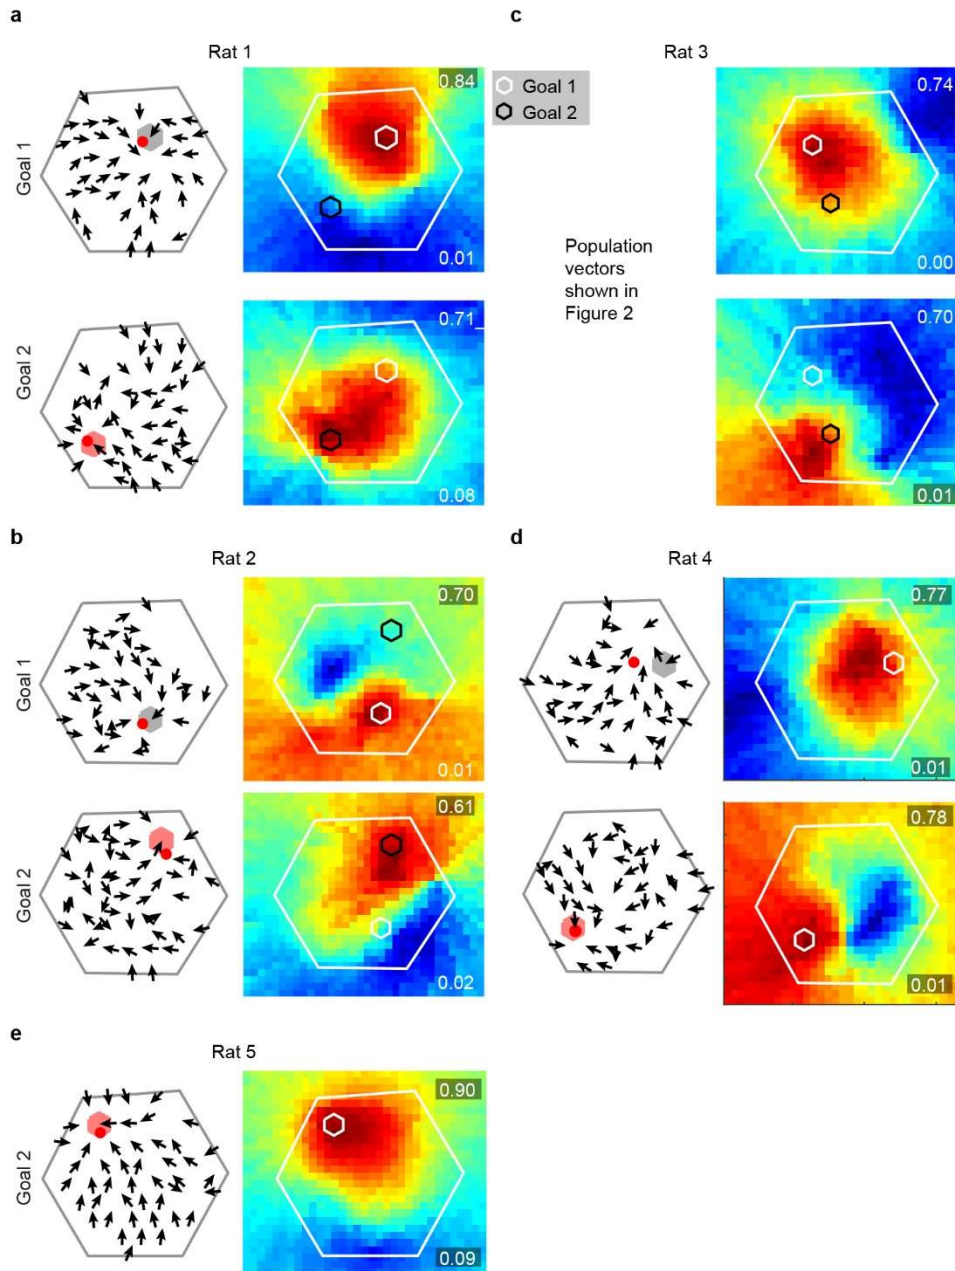 a
Rat 1
Goal 1
0.84
0.01
Goal 1
Goal 2
Goal 2
0.71
0.08
c
Rat 3
0.74
0.00
Population
vectors
shown in
Figure 2
0.70
0.01
b
Rat 2
Goal 1
0.70
0.01
Goal 2
0.61
0.02
d
Rat 4
0.77
0.01
0.78
0.01
e
Rat 5
Goal 2
0.90
0.09